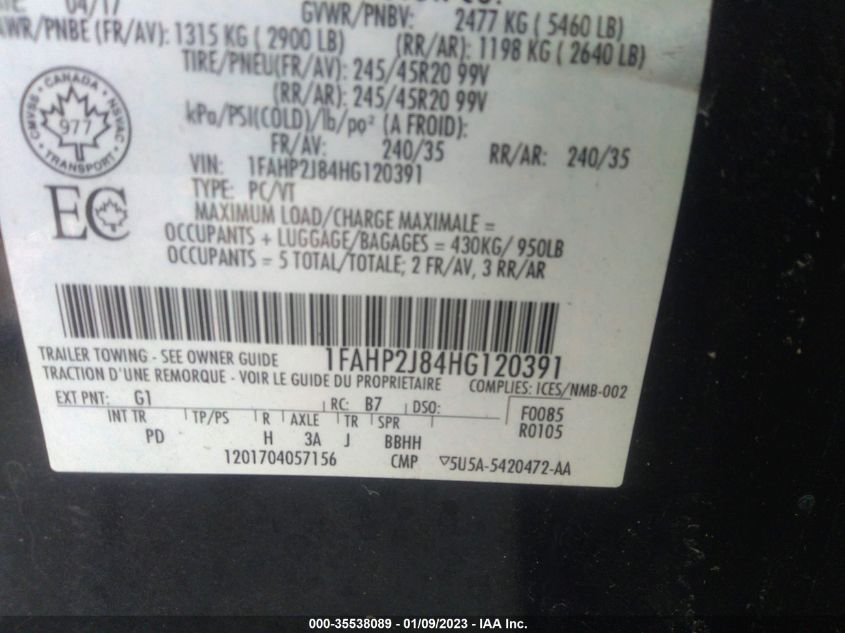 04/17
GVWR/PNBV: 2477 KG (5460 LB)
(FR/AV): 1315 KG (2900 LB) (RR/AR): 1198 KG (2640 LB)
TIRE/PNEU(FR/AV): 245/45R20 99V
(RR/AR): 245/45R20 99V
kPa/PSI(COLD)/lb/po² (A FROID):
FR/AV: 240/35 RR/AR: 240/35
VIN: 1FAHP2J84HG120391
TYPE: PC/VT
MAXIMUM LOAD/CHARGE MAXIMALE =
OCCUPANTS + LUGGAGE/BAGAGES = 430KG/ 950LB
OCCUPANTS = 5 TOTAL/TOTALE; 2 FR/AV, 3 RR/AR
CANADA
CMVSS
NSVAC
977
TRANSPORT
EC
1FAHP2J84HG120391
TRAILER TOWING - SEE OWNER GUIDE
TRACTION D'UNE REMORQUE - VOIR LE GUIDE DU PROPRIETAIRE
COMPLIES: ICES/NMB-002
EXT PNT: G1 RC: B7 DSO: F0085
INT TR TP/PS R AXLE TR SPR R0105
PD H 3A J BBHH
1201704057156 CMP ▽5U5A-5420472-AA
000-35538089 - 01/09/2023 - IAA Inc.